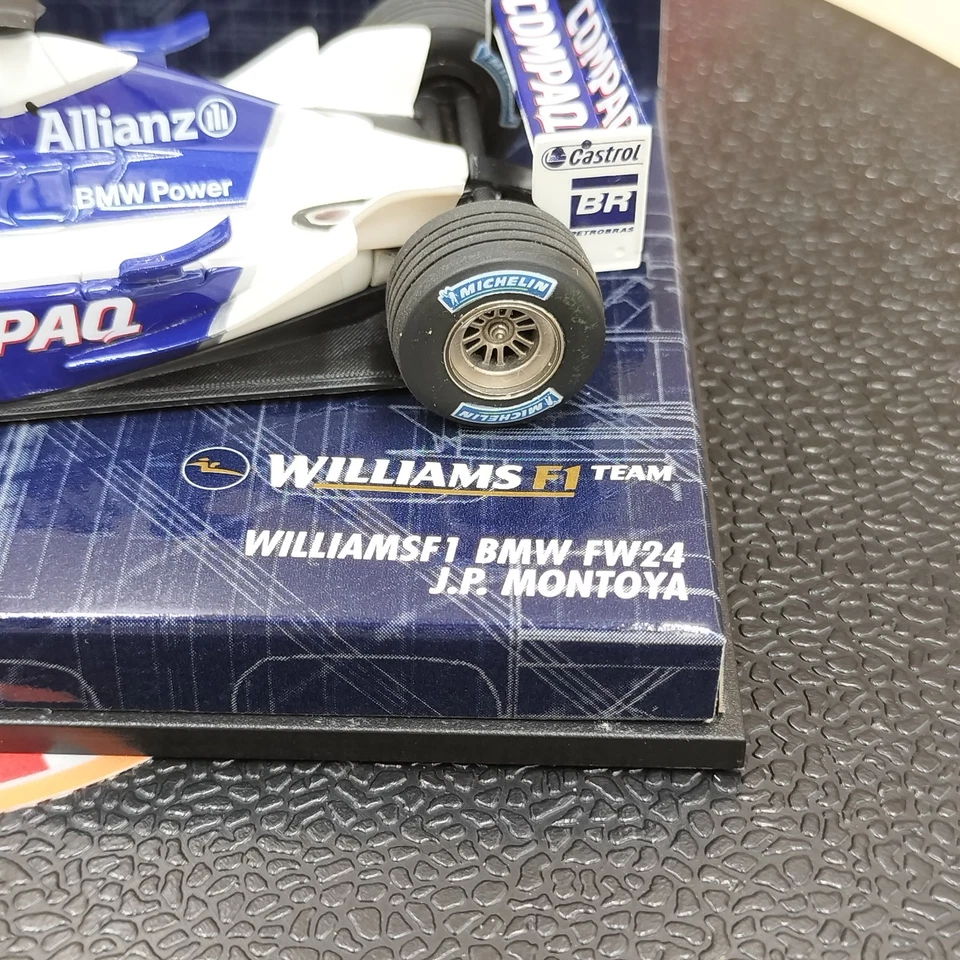 COMPAQ
COMPAQ
Allianz
Castrol
BMW Power
BR
PETROBRAS
MICHELIN
PAQ
MICHELIN
WILLIAMS F1 TEAM
WILLIAMSF1 BMW FW24
J.P. MONTOYA